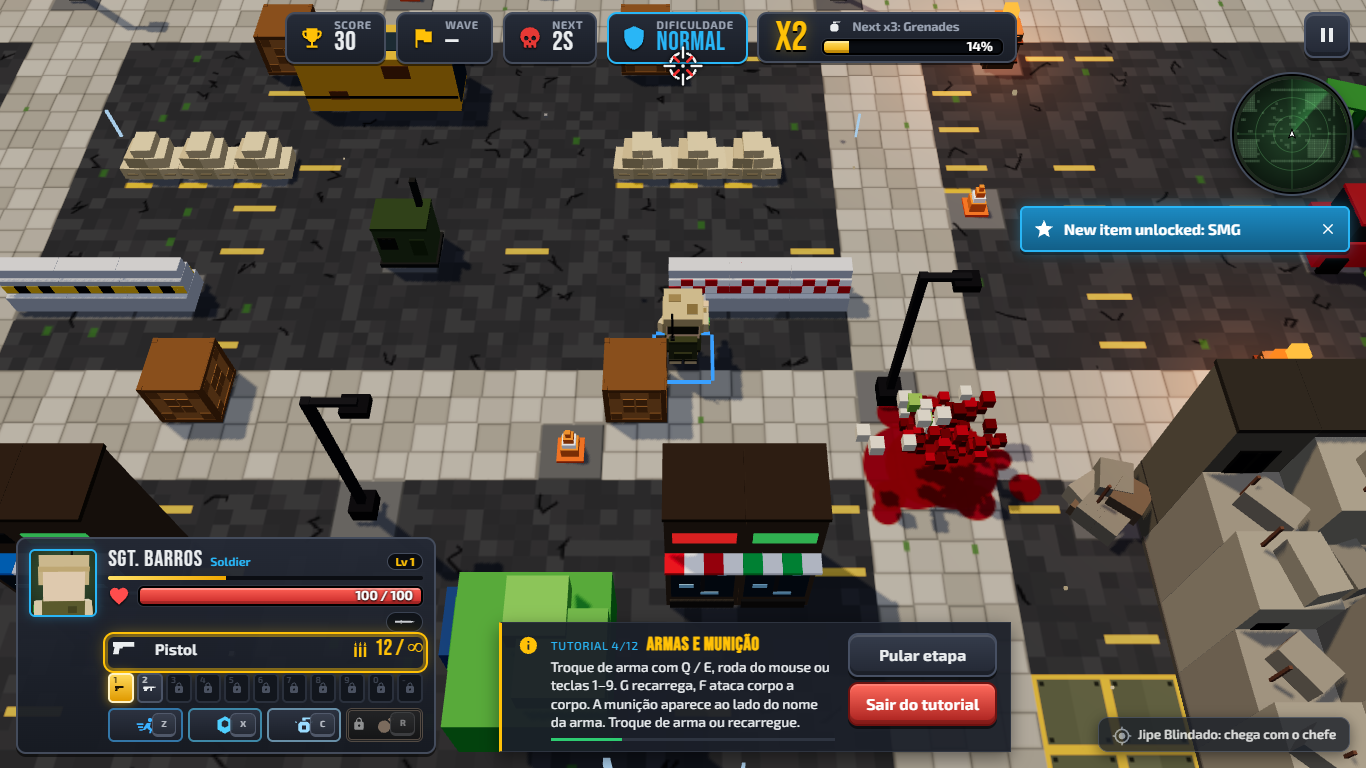 SCORE
30
WAVE
–
NEXT
2S
DIFICULDADE
NORMAL
X2
Next x3: Grenades
14%
New item unlocked: SMG
SGT. BARROS Soldier
Lv 1
100 / 100
Pistol
12 / ∞
1 2 3 4 5 6 7 8 9 0
Z X C R
TUTORIAL 4/12 ARMAS E MUNIÇÃO
Troque de arma com Q / E, roda do mouse ou
teclas 1–9. G recarrega, F ataca corpo a
corpo. A munição aparece ao lado do nome
da arma. Troque de arma ou recarregue.
Pular etapa
Sair do tutorial
Jipe Blindado: chega com o chefe